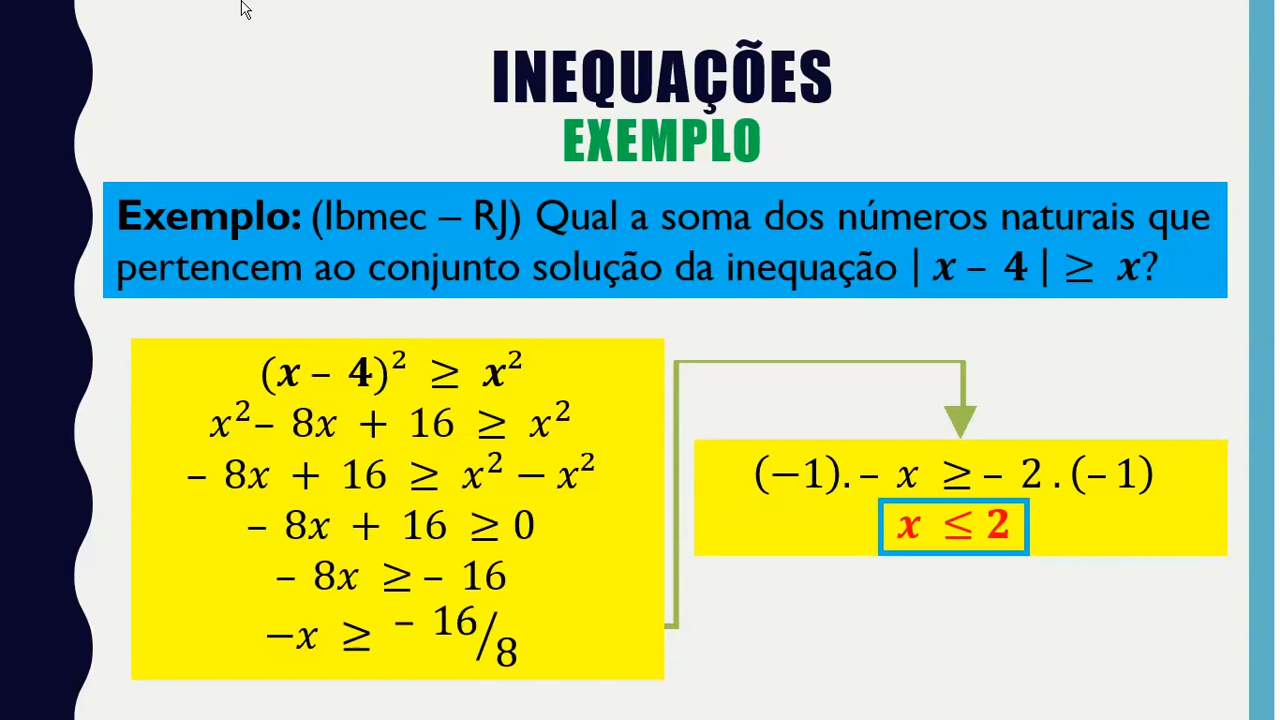 INEQUAÇÕES
EXEMPLO
Exemplo: (Ibmec – RJ) Qual a soma dos números naturais que
pertencem ao conjunto solução da inequação | x – 4 | ≥ x?
(x – 4)² ≥ x²
x² – 8x + 16 ≥ x²
– 8x + 16 ≥ x² − x²
– 8x + 16 ≥ 0
– 8x ≥ – 16
−x ≥ – 16/8
(−1). – x ≥ – 2 . (– 1)
x ≤ 2